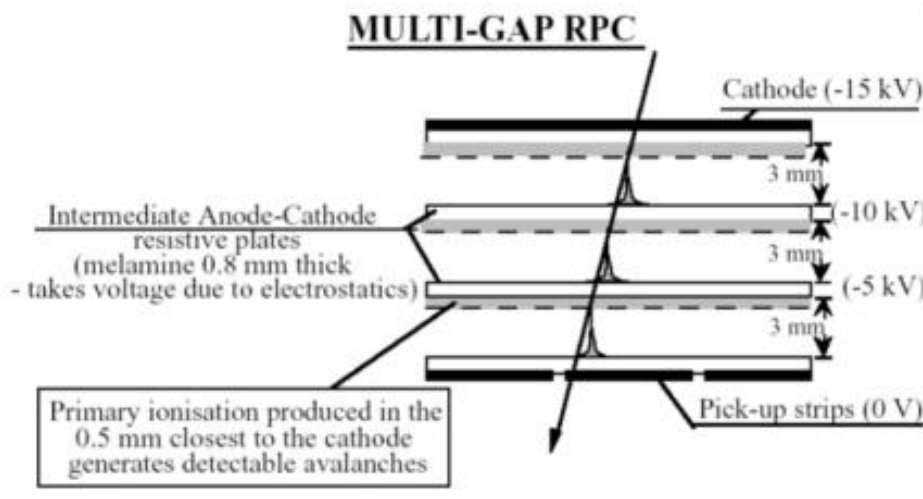 MULTI-GAP RPC
Cathode (-15 kV)
3 mm
Intermediate Anode-Cathode
resistive plates
(melamine 0.8 mm thick
- takes voltage due to electrostatics)
(-10 kV)
3 mm
(-5 kV)
3 mm
Primary ionisation produced in the
0.5 mm closest to the cathode
generates detectable avalanches
Pick-up strips (0 V)